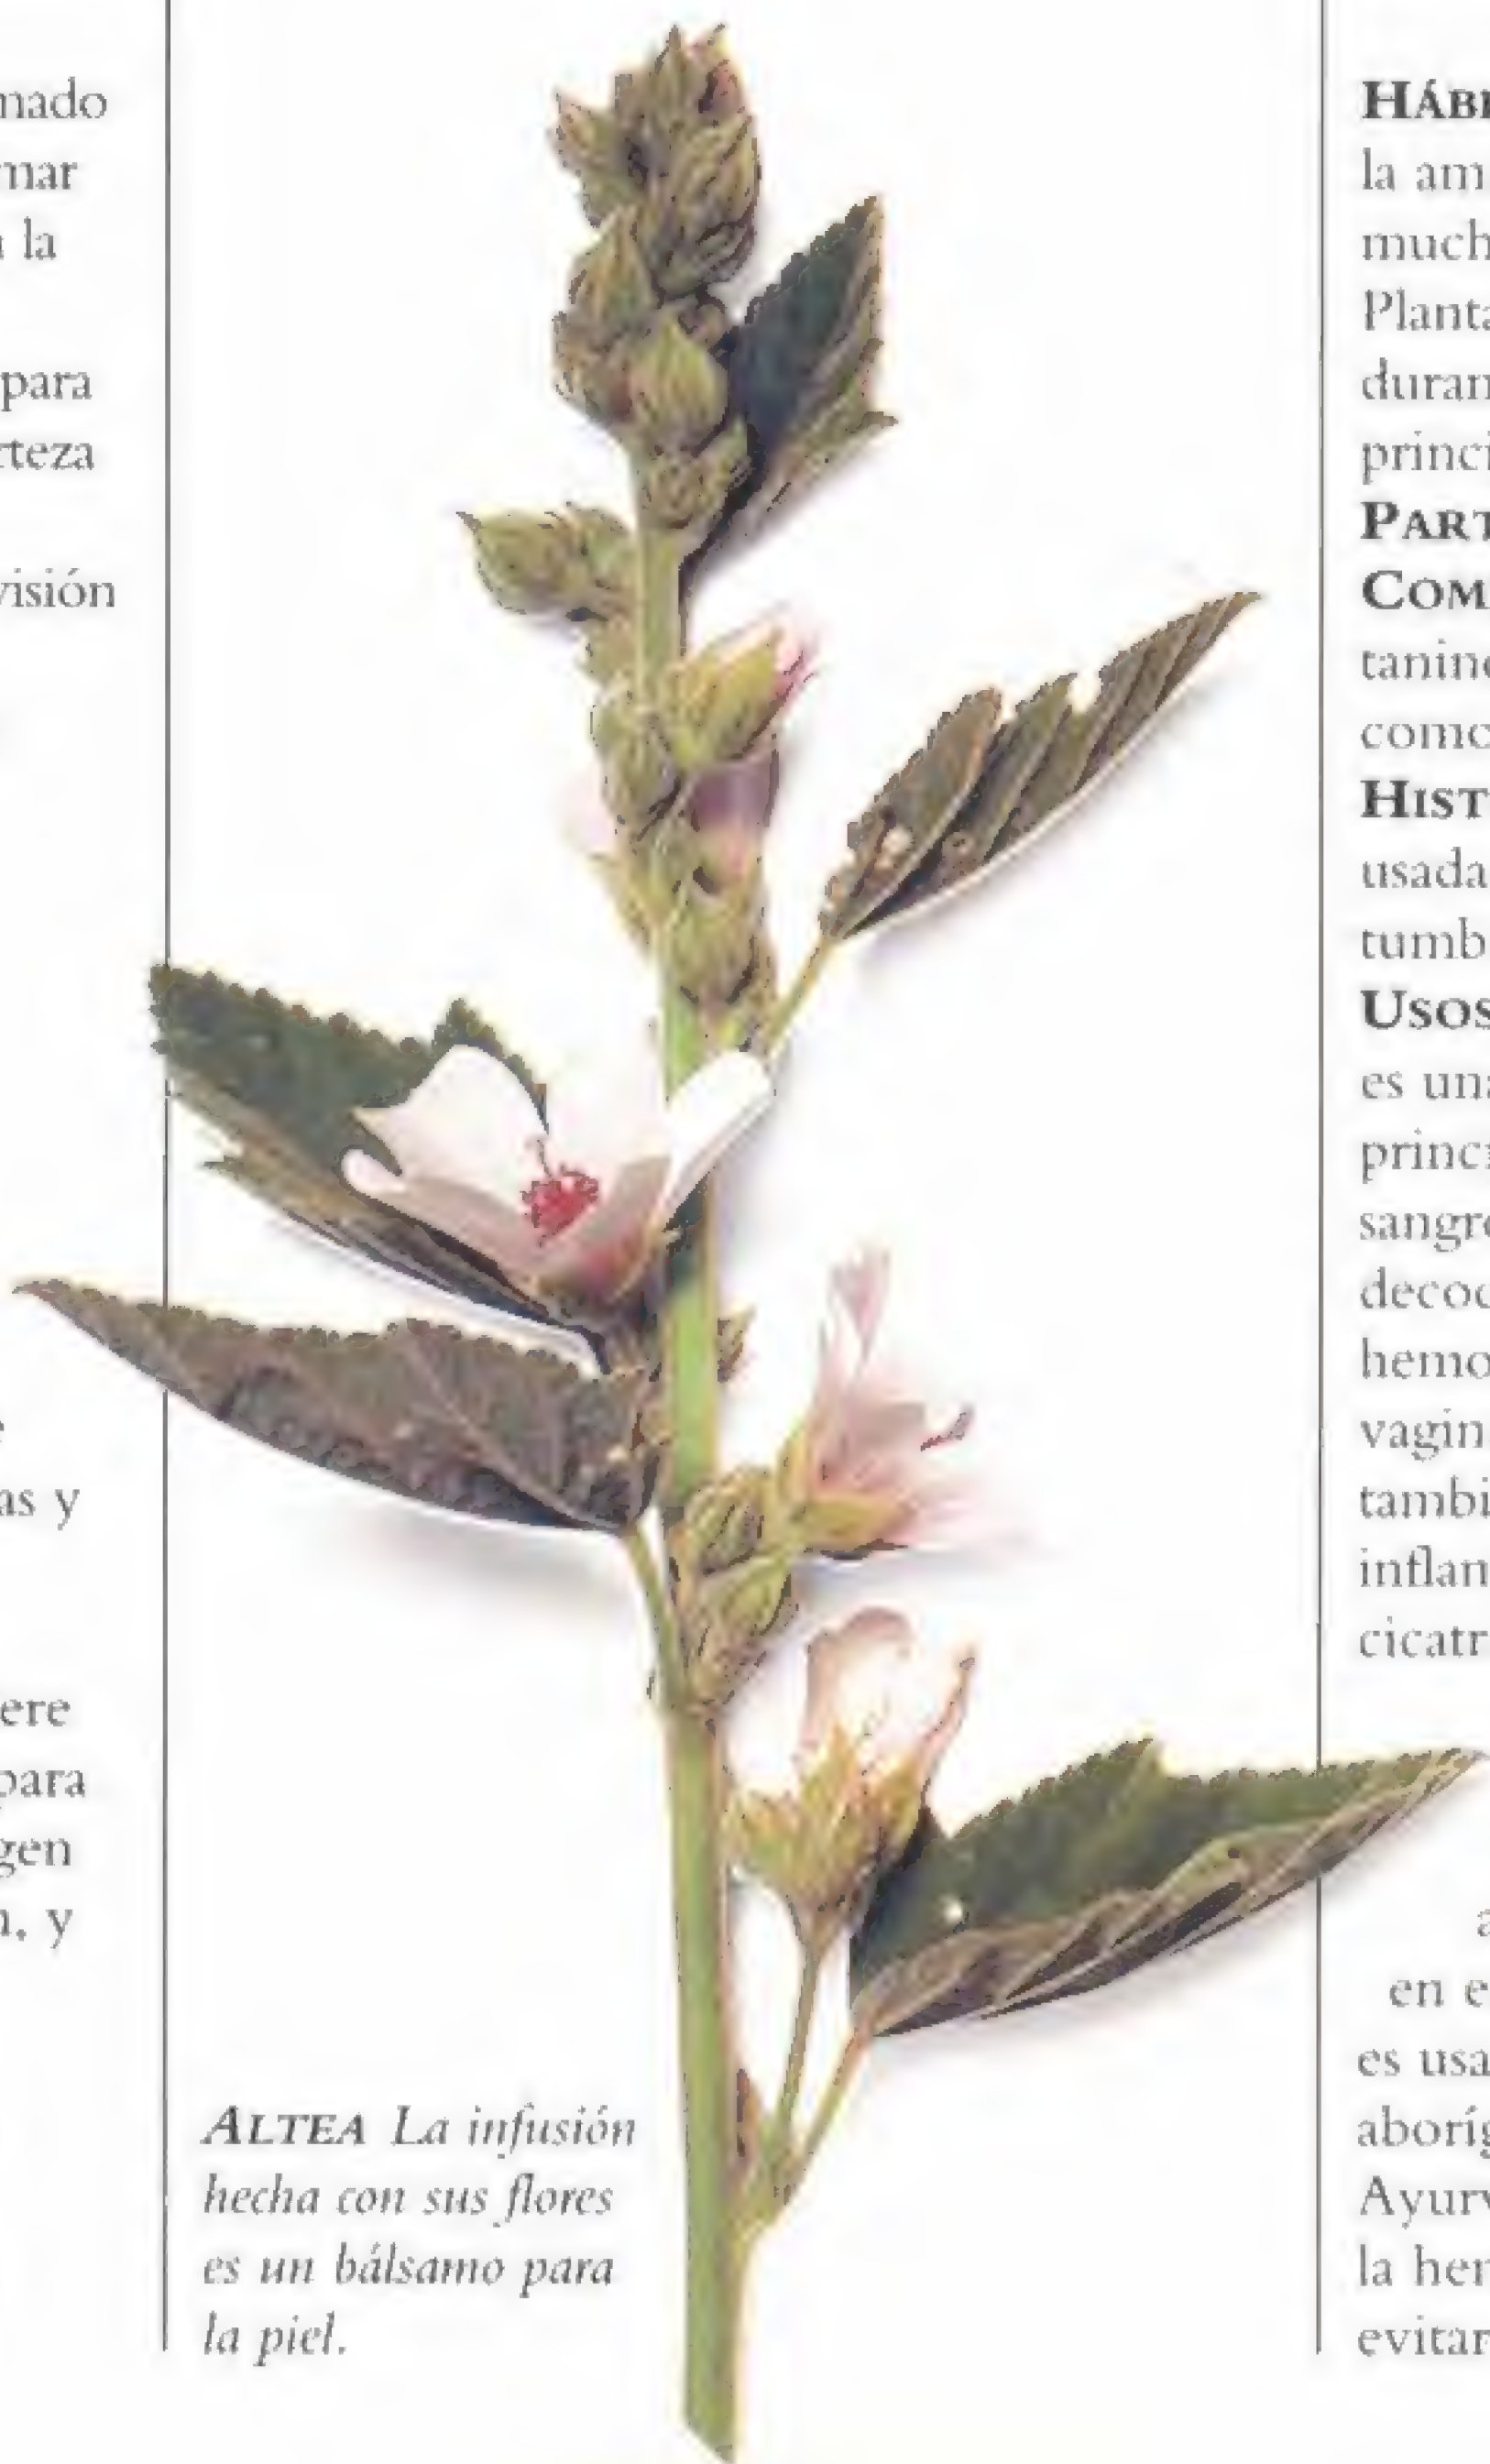 nado
mar
a la
para
rteza
visión
e
as y
ere
para
gen
n, y
ALTEA La infusión
hecha con sus flores
es un bálsamo para
la piel.
HÁB
la am
much
Planta
duran
princi
PART
COM
tanino
como
HIST
usada
tumb
USOS
es una
princi
sangre
decoc
hemo
vagin
tambi
inflan
cicatr
a
en e
es usa
aboríg
Ayurv
la her
evitar